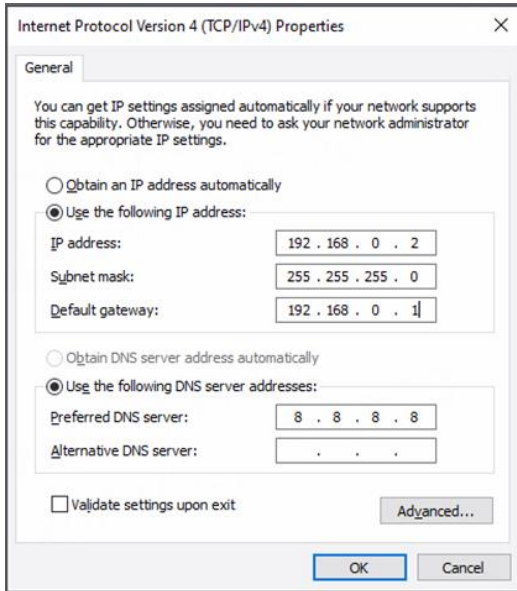 Internet Protocol Version 4 (TCP/IPv4) Properties
General
You can get IP settings assigned automatically if your network supports
this capability. Otherwise, you need to ask your network administrator
for the appropriate IP settings.
Obtain an IP address automatically
Use the following IP address:
IP address: 192 . 168 . 0 . 2
Subnet mask: 255 . 255 . 255 . 0
Default gateway: 192 . 168 . 0 . 1
Obtain DNS server address automatically
Use the following DNS server addresses:
Preferred DNS server: 8 . 8 . 8 . 8
Alternative DNS server: . . .
Validate settings upon exit
Advanced...
OK Cancel